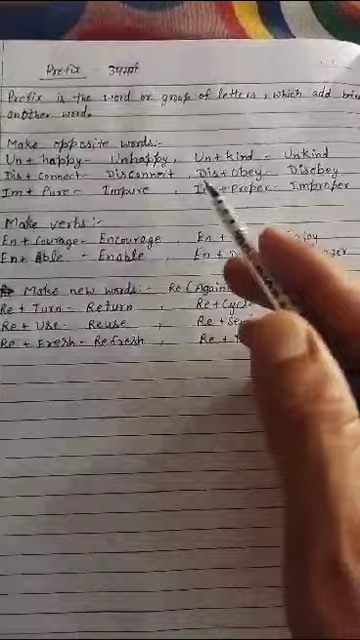 Prefix - उपसर्ग
Prefix is the word or group of letters, which add
another word.
Make opposite words:-
Un + happy - Unhappy, Un + kind - Unkind
Dis + connect - Disconnect, Dis + obey - Disobey
Im + Pure - Impure, Im + Proper - Improper
Make verbs:-
En + Courage - Encourage, En +
En + Able - Enable, En +
Make new words:- Re (Again
Re + Turn - Return, Re + Cyc
Re + Use - Reuse, Re +
Re + Fresh - Refresh, Re +